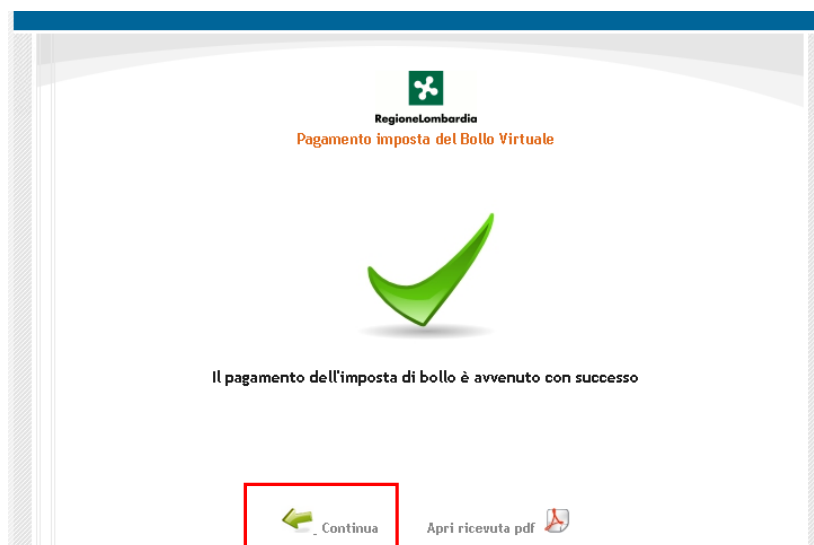 RegioneLombardia
Pagamento imposta del Bollo Virtuale
Il pagamento dell'imposta di bollo è avvenuto con successo
Continua Apri ricevuta pdf